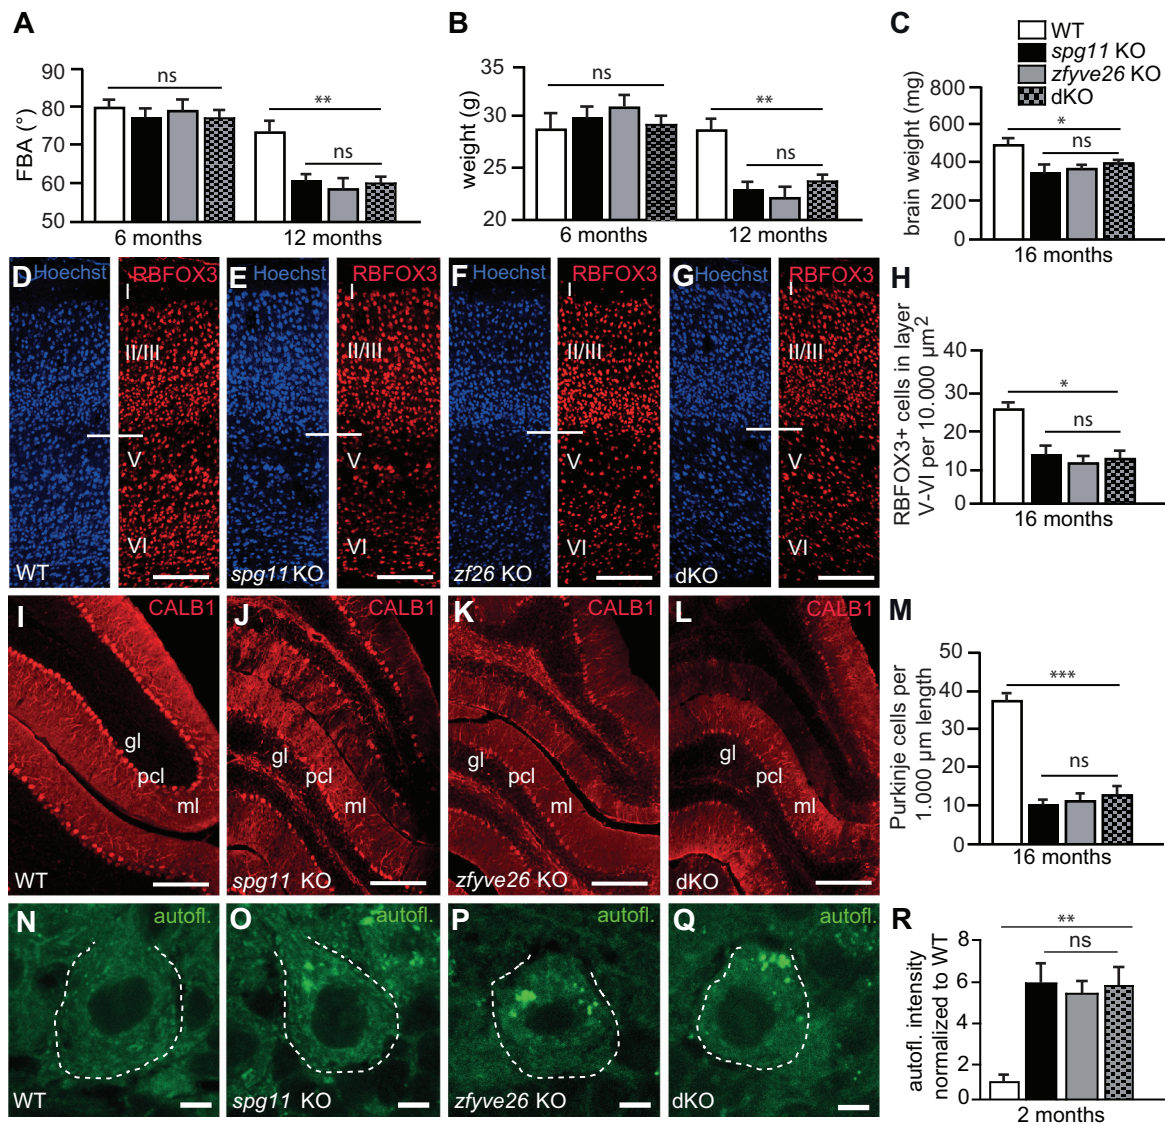 A
FBA (°)
90
80
70
60
50
ns
**
ns
6 months
12 months
B
weight (g)
35
30
25
20
ns
**
ns
6 months
12 months
C
WT
spg11 KO
zfyve26 KO
dKO
brain weight (mg)
800
600
400
200
0
*
ns
16 months
D
Hoechst
RBFOX3
I
II/III
V
VI
WT
E
Hoechst
RBFOX3
I
II/III
V
VI
spg11 KO
F
Hoechst
RBFOX3
I
II/III
V
VI
zf26 KO
G
Hoechst
RBFOX3
I
II/III
V
VI
dKO
H
RBFOX3+ cells in layer
V-VI per 10.000 µm2
40
30
20
10
0
*
ns
16 months
I
CALB1
gl
pcl
ml
WT
J
CALB1
gl
pcl
ml
spg11 KO
K
CALB1
gl
pcl
ml
zfyve26 KO
L
CALB1
gl
pcl
ml
dKO
M
Purkinje cells per
1.000 µm length
50
40
30
20
10
0
***
ns
16 months
N
autofl.
WT
O
autofl.
spg11 KO
P
autofl.
zfyve26 KO
Q
autofl.
dKO
R
autofl. intensity
normalized to WT
8
6
4
2
0
**
ns
2 months